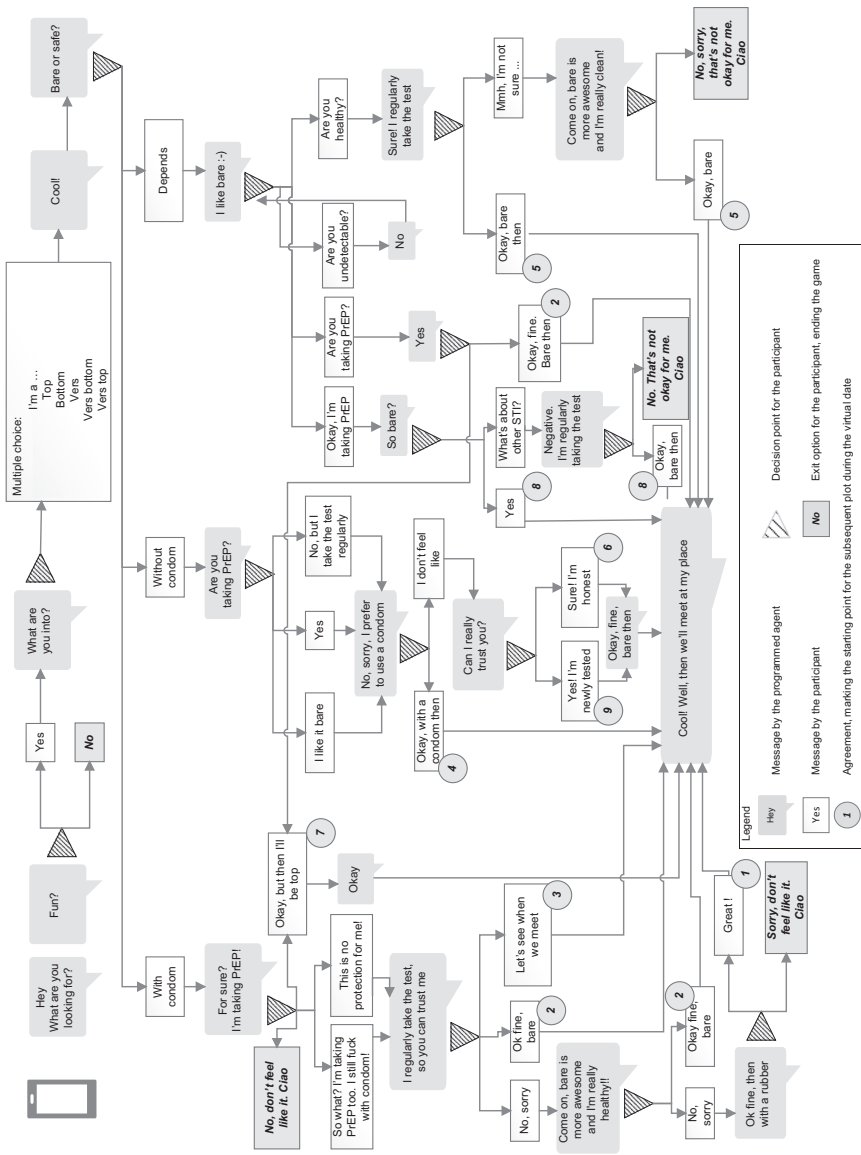 Hey
What are you
looking for?
Fun?
Yes
No
What are
you into?
Multiple choice:
I'm a ...
Top
Bottom
Vers
Vers bottom
Vers top
Cool!
Bare or safe?
With
condom
For sure?
I'm taking PrEP!
No, don't feel
like it. Ciao
So what? I'm taking
PrEP too. I still fuck
with condom!
This is no
protection for me!
Okay, but then I'll
be top
7
Okay
I regularly take the test,
so you can trust me
No, sorry
Ok fine,
bare
2
Let's see when
we meet
3
Come on, bare is
more awesome
and I'm really
healthy!!
No,
sorry
Okay fine,
bare
2
Ok fine, then
with a rubber
Great !
1
Sorry, don't
feel like it.
Ciao
Without
condom
Are you
taking PrEP?
I like it bare
Yes
No, but I
take the test
regularly
No, sorry, I prefer
to use a condom
Okay, with a
condom then
4
I don't feel
like
Can I really
trust you?
Yes! I'm
newly tested
9
Sure! I'm
honest
6
Okay, fine,
bare then
Depends
I like bare :-)
Okay, I'm
taking PrEP
Are you
taking PrEP?
Are you
undetectable?
Are you
healthy?
So bare?
Yes
No
Sure! I regularly
take the test
Yes
8
What's about
other STI?
Negative.
I'm regularly
taking the test
Okay,
bare then
8
No. That's not
okay for me.
Ciao
Okay, fine.
Bare then
2
Okay, bare
then
5
Mmh, I'm not
sure ...
Come on, bare is
more awesome
and I'm really clean!
Okay, bare
5
No, sorry,
that's not
okay for me.
Ciao
Cool! Well, then we'll meet at my place
Legend
Hey
Message by the programmed agent
Yes
Message by the participant
1
Agreement, marking the starting point for the subsequent plot during the virtual date
Decision point for the participant
No
Exit option for the participant, ending the game